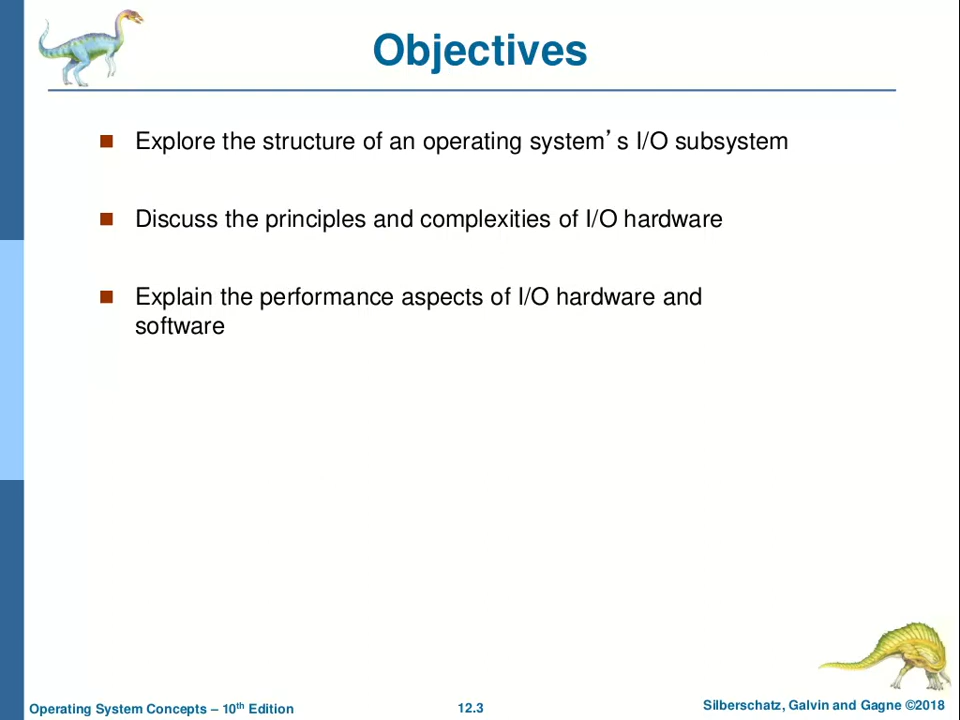 Objectives
Explore the structure of an operating system’s I/O subsystem
Discuss the principles and complexities of I/O hardware
Explain the performance aspects of I/O hardware and
software
Operating System Concepts – 10th Edition
12.3
Silberschatz, Galvin and Gagne ©2018